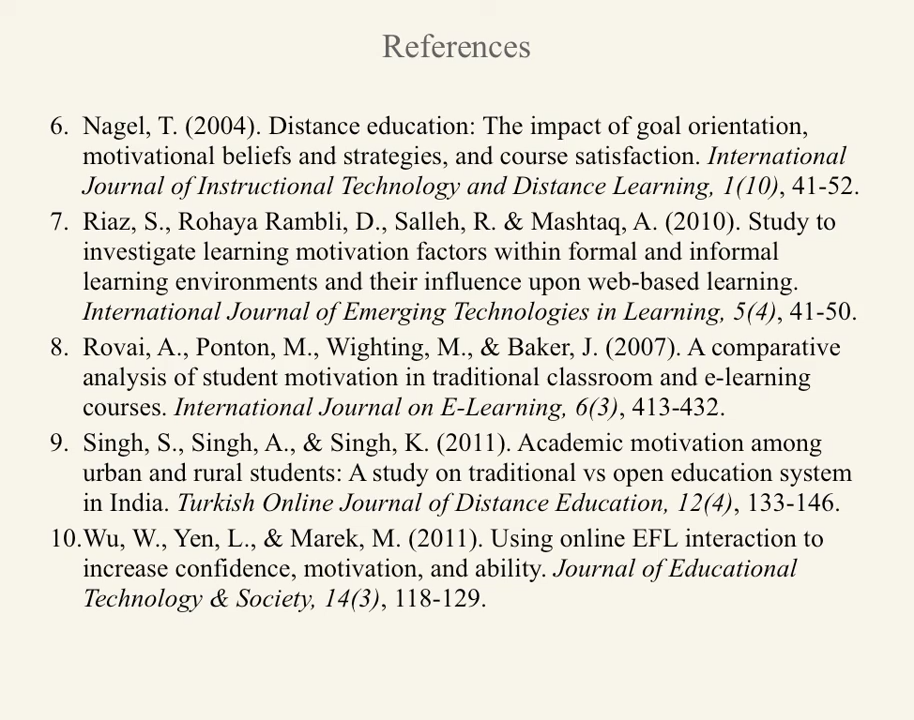 References
6. Nagel, T. (2004). Distance education: The impact of goal orientation,
motivational beliefs and strategies, and course satisfaction. International
Journal of Instructional Technology and Distance Learning, 1(10), 41-52.
7. Riaz, S., Rohaya Rambli, D., Salleh, R. & Mashtaq, A. (2010). Study to
investigate learning motivation factors within formal and informal
learning environments and their influence upon web-based learning.
International Journal of Emerging Technologies in Learning, 5(4), 41-50.
8. Rovai, A., Ponton, M., Wighting, M., & Baker, J. (2007). A comparative
analysis of student motivation in traditional classroom and e-learning
courses. International Journal on E-Learning, 6(3), 413-432.
9. Singh, S., Singh, A., & Singh, K. (2011). Academic motivation among
urban and rural students: A study on traditional vs open education system
in India. Turkish Online Journal of Distance Education, 12(4), 133-146.
10.Wu, W., Yen, L., & Marek, M. (2011). Using online EFL interaction to
increase confidence, motivation, and ability. Journal of Educational
Technology & Society, 14(3), 118-129.